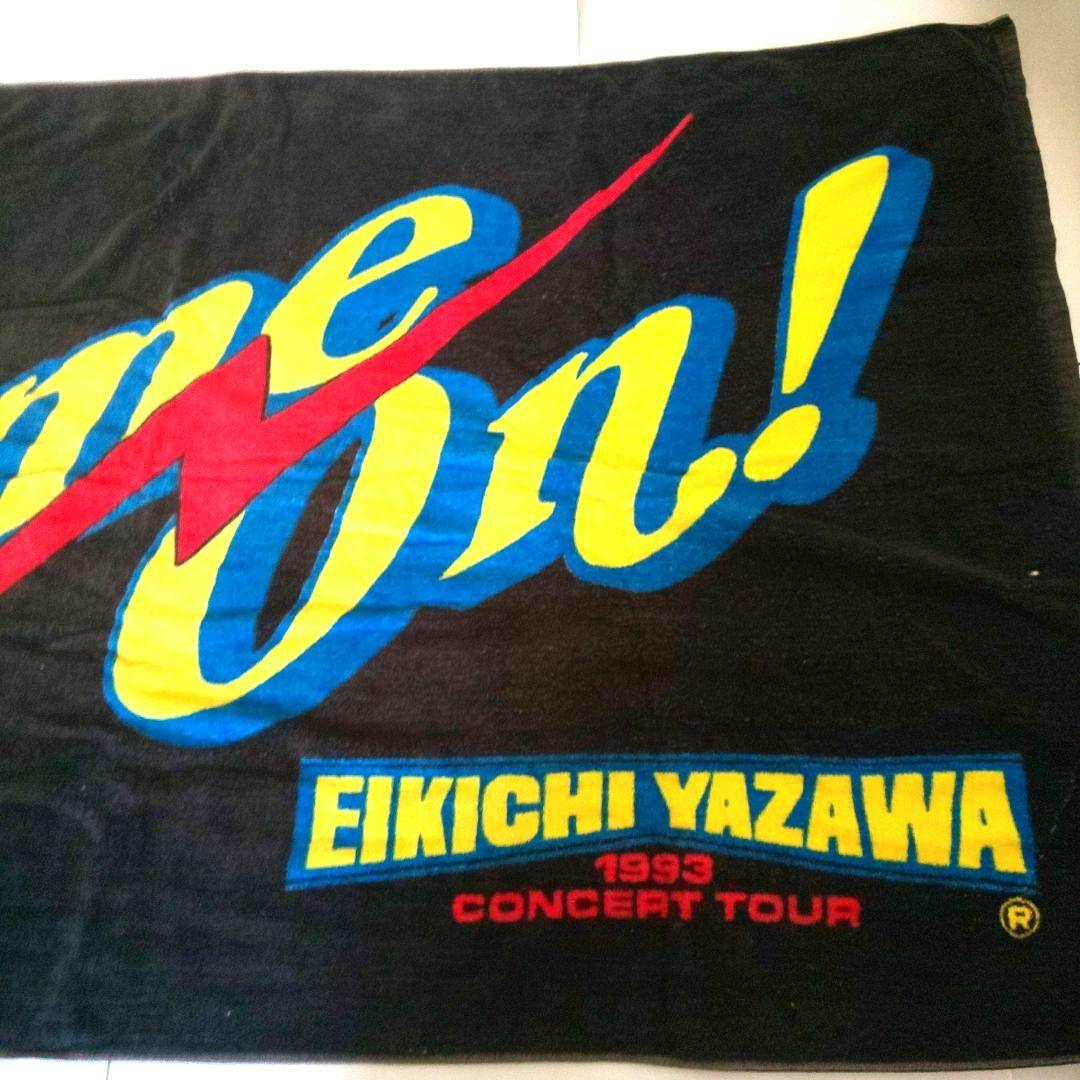 me
On!
EIKICHI YAZAWA
1993
CONCERT TOUR
®